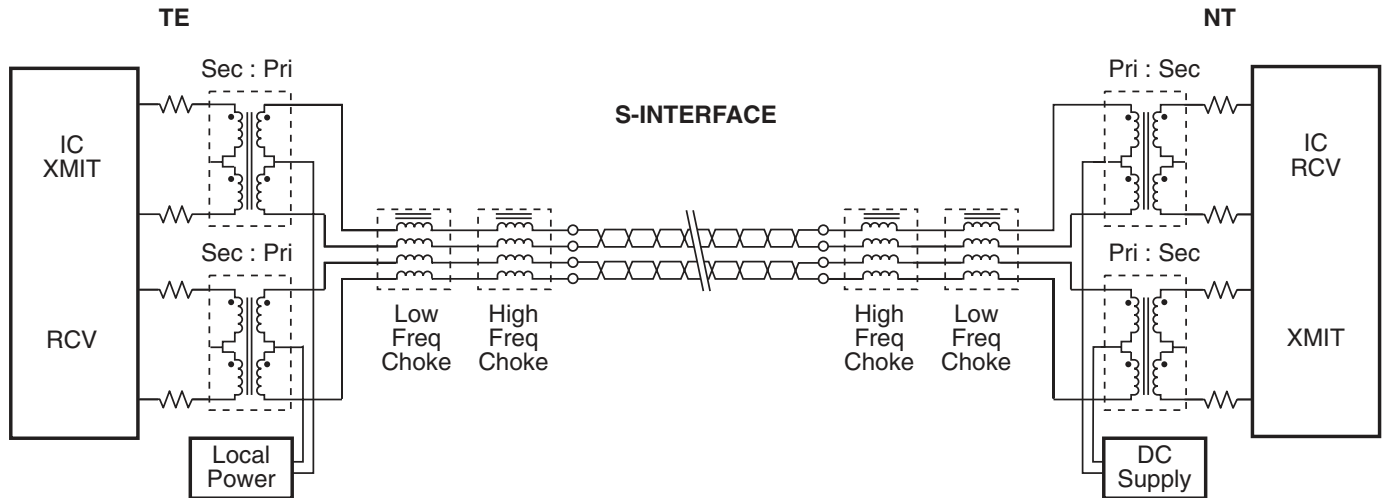 TE
NT
Sec : Pri
Pri : Sec
S-INTERFACE
IC
XMIT
IC
RCV
Sec : Pri
Pri : Sec
Low
Freq
Choke
High
Freq
Choke
High
Freq
Choke
Low
Freq
Choke
RCV
XMIT
Local
Power
DC
Supply